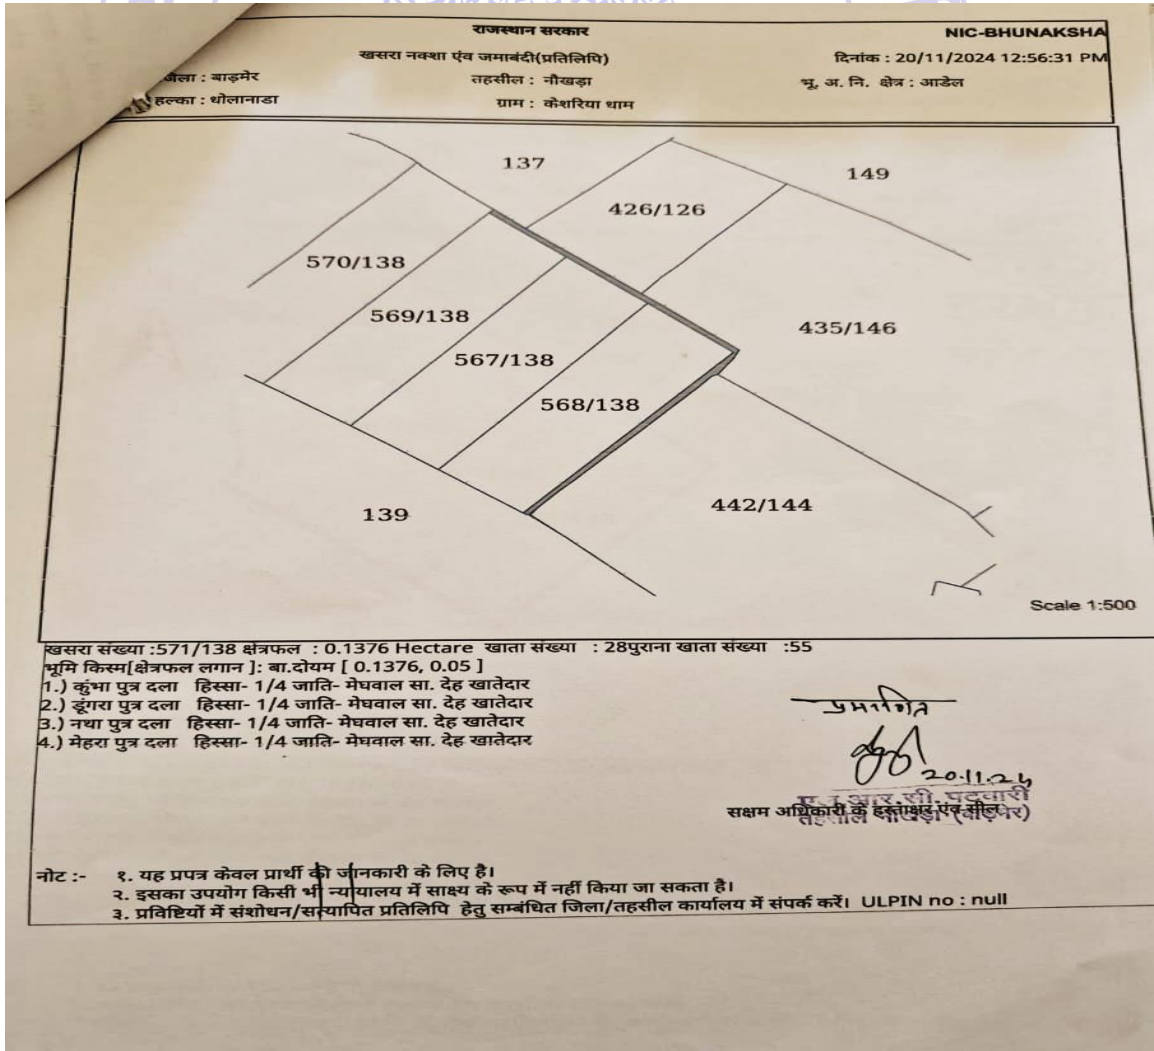 राजस्थान सरकार
NIC-BHUNAKSHA
खसरा नक्शा एंव जमाबंदी(प्रतिलिपि)
दिनांक : 20/11/2024 12:56:31 PM
जिला : बाड़मेर
तहसील : नौखड़ा
भू. अ. नि. क्षेत्र : आडेल
हल्का : धोलानाडा
ग्राम : केशरिया धाम
137
149
426/126
570/138
569/138
435/146
567/138
568/138
442/144
139
Scale 1:500
खसरा संख्या :571/138 क्षेत्रफल : 0.1376 Hectare खाता संख्या : 28पुराना खाता संख्या :55
भूमि किस्म[क्षेत्रफल लगान ]: बा.दोयम [ 0.1376, 0.05 ]
1.) कुंभा पुत्र दला हिस्सा- 1/4 जाति- मेघवाल सा. देह खातेदार
2.) डूंगरा पुत्र दला हिस्सा- 1/4 जाति- मेघवाल सा. देह खातेदार
3.) नथा पुत्र दला हिस्सा- 1/4 जाति- मेघवाल सा. देह खातेदार
4.) मेहरा पुत्र दला हिस्सा- 1/4 जाति- मेघवाल सा. देह खातेदार
प्रमाणित
20.11.24
सक्षम अधिकारी के हस्ताक्षर एंव सील
नोट :- १. यह प्रपत्र केवल प्रार्थी की जानकारी के लिए है।
२. इसका उपयोग किसी भी न्यायालय में साक्ष्य के रूप में नहीं किया जा सकता है।
३. प्रविष्टियों में संशोधन/सत्यापित प्रतिलिपि हेतु सम्बंधित जिला/तहसील कार्यालय में संपर्क करें। ULPIN no : null